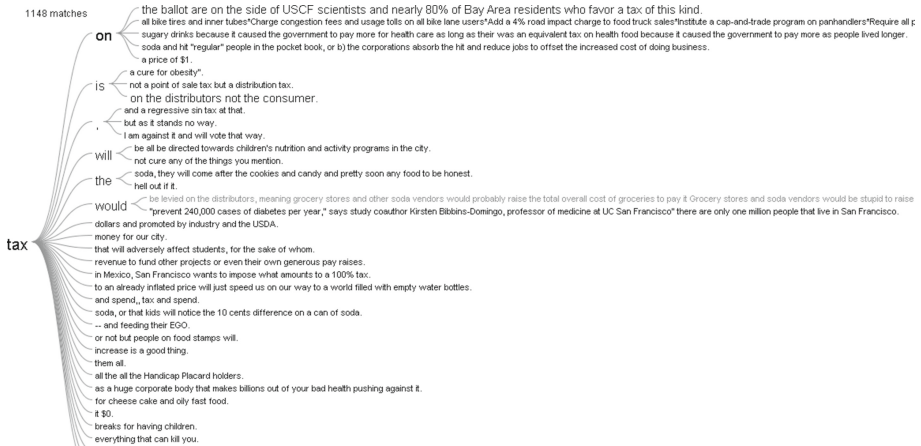 1148 matches
tax
on
the ballot are on the side of USCF scientists and nearly 80% of Bay Area residents who favor a tax of this kind.
all bike tires and inner tubes*Charge congestion fees and usage tolls on all bike lane users*Add a 4% road impact charge to food truck sales*Institute a cap-and-trade program on panhandlers*Require all p
sugary drinks because it caused the government to pay more for health care as long as their was an equivalent tax on health food because it caused the government to pay more as people lived longer.
soda and hit "regular" people in the pocket book, or b) the corporations absorb the hit and reduce jobs to offset the increased cost of doing business.
a price of $1.
is
a cure for obesity".
not a point of sale tax but a distribution tax.
on the distributors not the consumer.
,
and a regressive sin tax at that.
but as it stands no way.
I am against it and will vote that way.
will
be all be directed towards children's nutrition and activity programs in the city.
not cure any of the things you mention.
the
soda, they will come after the cookies and candy and pretty soon any food to be honest.
hell out if it.
would
be levied on the distributors, meaning grocery stores and other soda vendors would probably raise the total overall cost of groceries to pay it Grocery stores and soda vendors would be stupid to raise
"prevent 240,000 cases of diabetes per year," says study coauthor Kirsten Bibbins-Domingo, professor of medicine at UC San Francisco" there are only one million people that live in San Francisco.
dollars and promoted by industry and the USDA.
money for our city.
that will adversely affect students, for the sake of whom.
revenue to fund other projects or even their own generous pay raises.
in Mexico, San Francisco wants to impose what amounts to a 100% tax.
to an already inflated price will just speed us on our way to a world filled with empty water bottles.
and spend,, tax and spend.
soda, or that kids will notice the 10 cents difference on a can of soda.
-- and feeding their EGO.
or not but people on food stamps will.
increase is a good thing.
them all.
all the all the Handicap Placard holders.
as a huge corporate body that makes billions out of your bad health pushing against it.
for cheese cake and oily fast food.
it $0.
breaks for having children.
everything that can kill you.